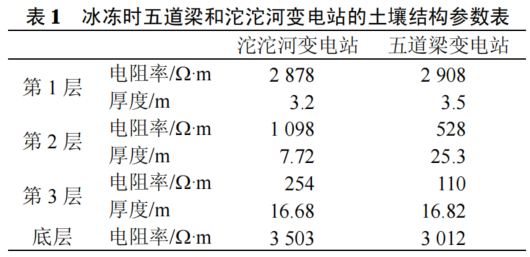 表1 冰冻时五道梁和沱沱河变电站的土壤结构参数表
沱沱河变电站 五道梁变电站
第1层 电阻率/Ω·m 2 878 2 908
厚度/m 3.2 3.5
第2层 电阻率/Ω·m 1 098 528
厚度/m 7.72 25.3
第3层 电阻率/Ω·m 254 110
厚度/m 16.68 16.82
底层 电阻率/Ω·m 3 503 3 012